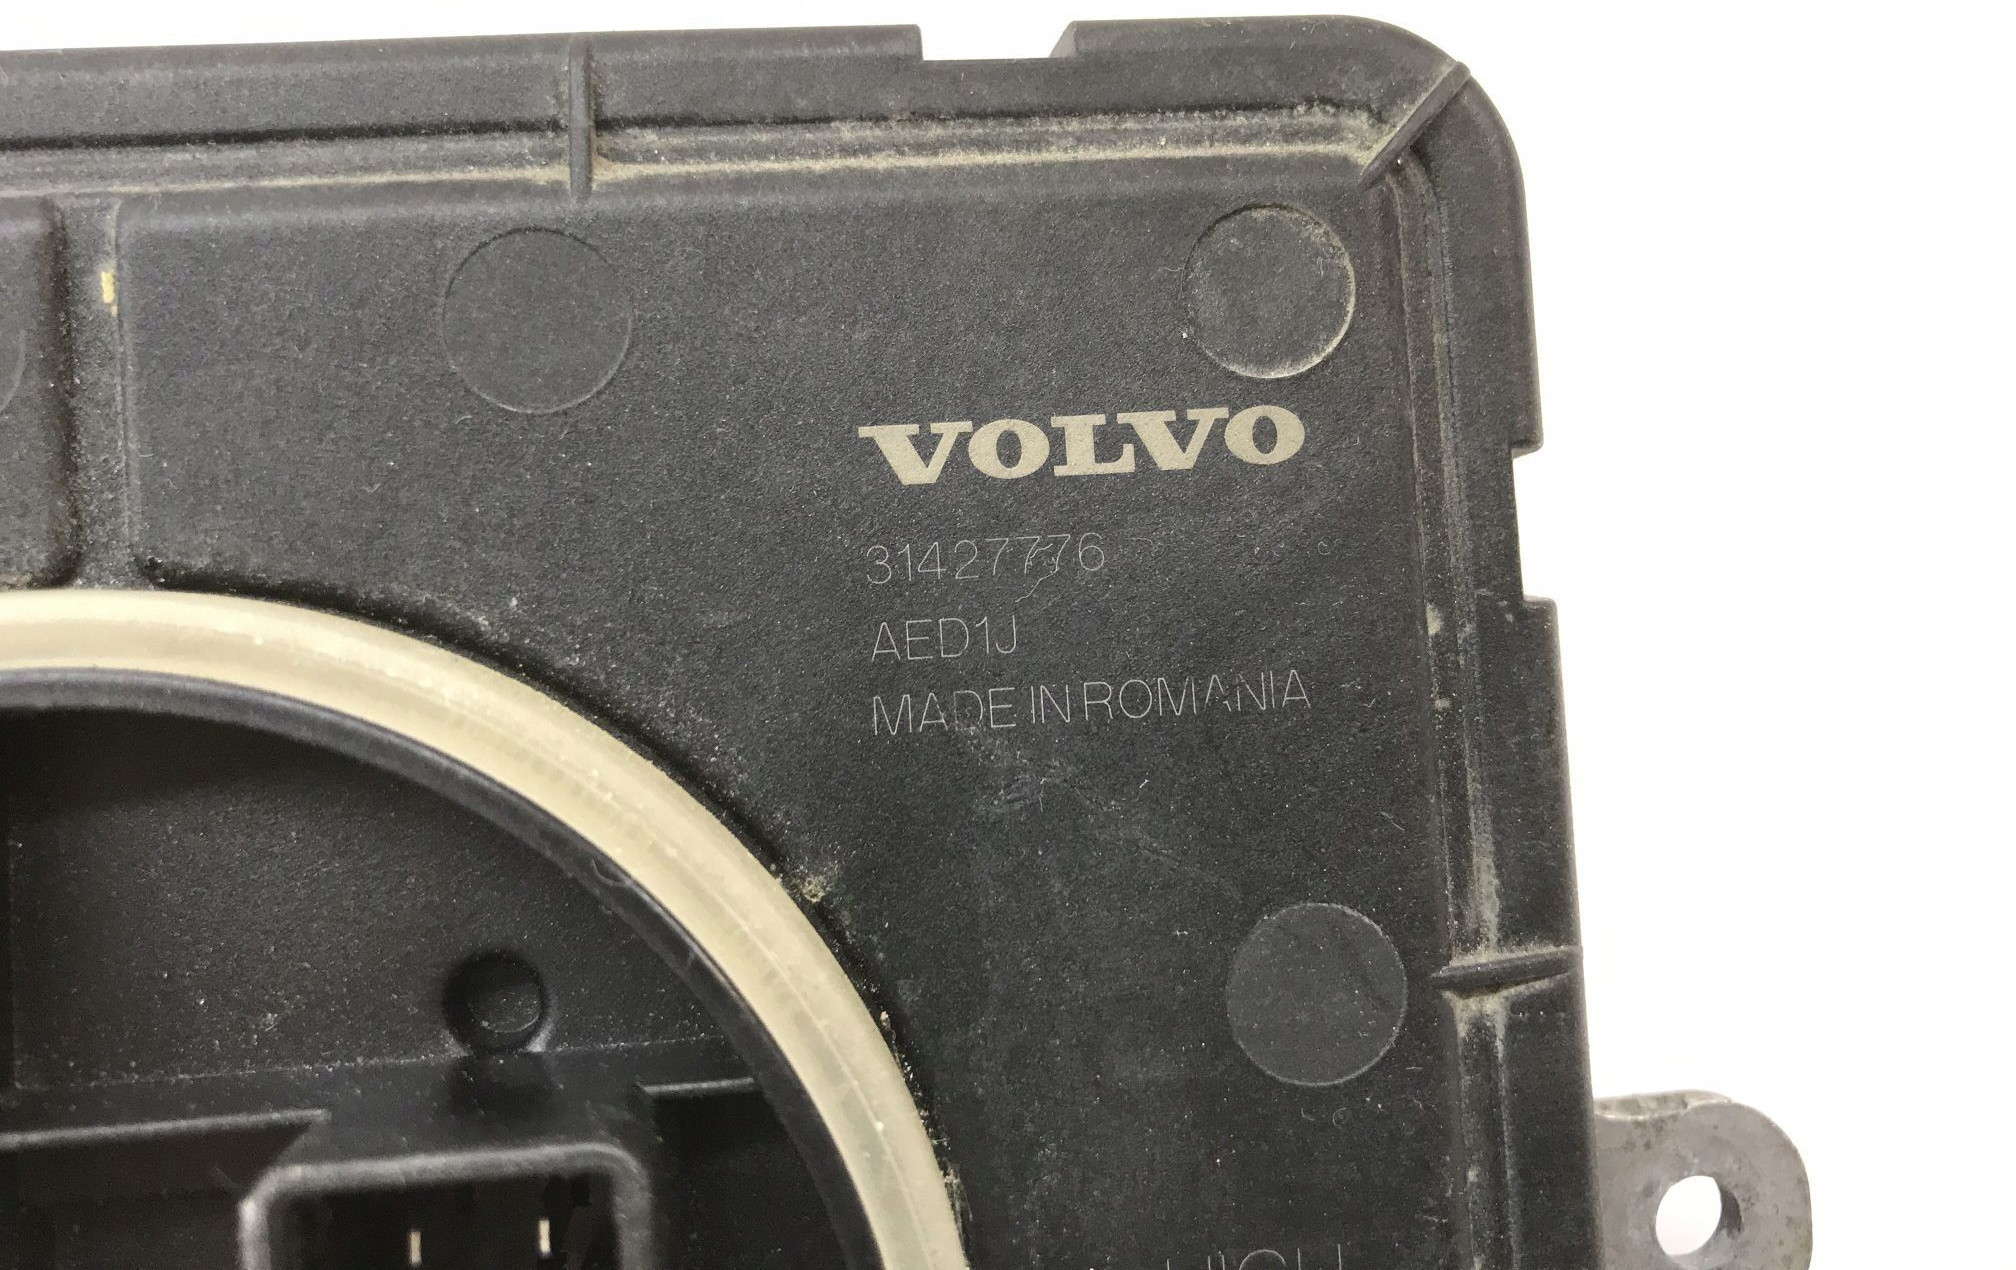 VOLVO
31427776
AED1J
MADE IN ROMANIA